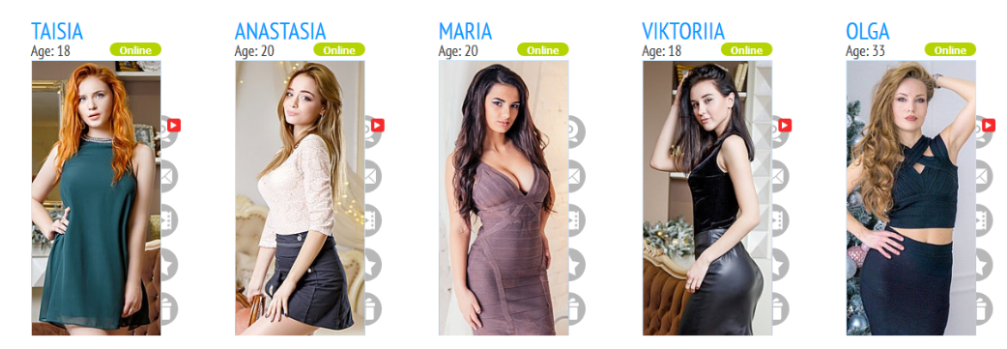 TAISIA
Age: 18 Online
ANASTASIA
Age: 20 Online
MARIA
Age: 20 Online
VIKTORIIA
Age: 18 Online
OLGA
Age: 33 Online